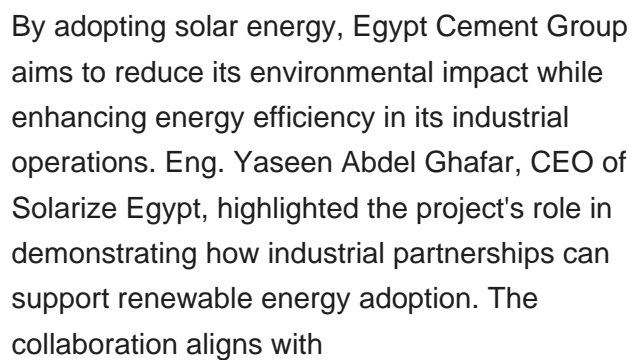 By adopting solar energy, Egypt Cement Group
aims to reduce its environmental impact while
enhancing energy efficiency in its industrial
operations. Eng. Yaseen Abdel Ghafar, CEO of
Solarize Egypt, highlighted the project's role in
demonstrating how industrial partnerships can
support renewable energy adoption. The
collaboration aligns with